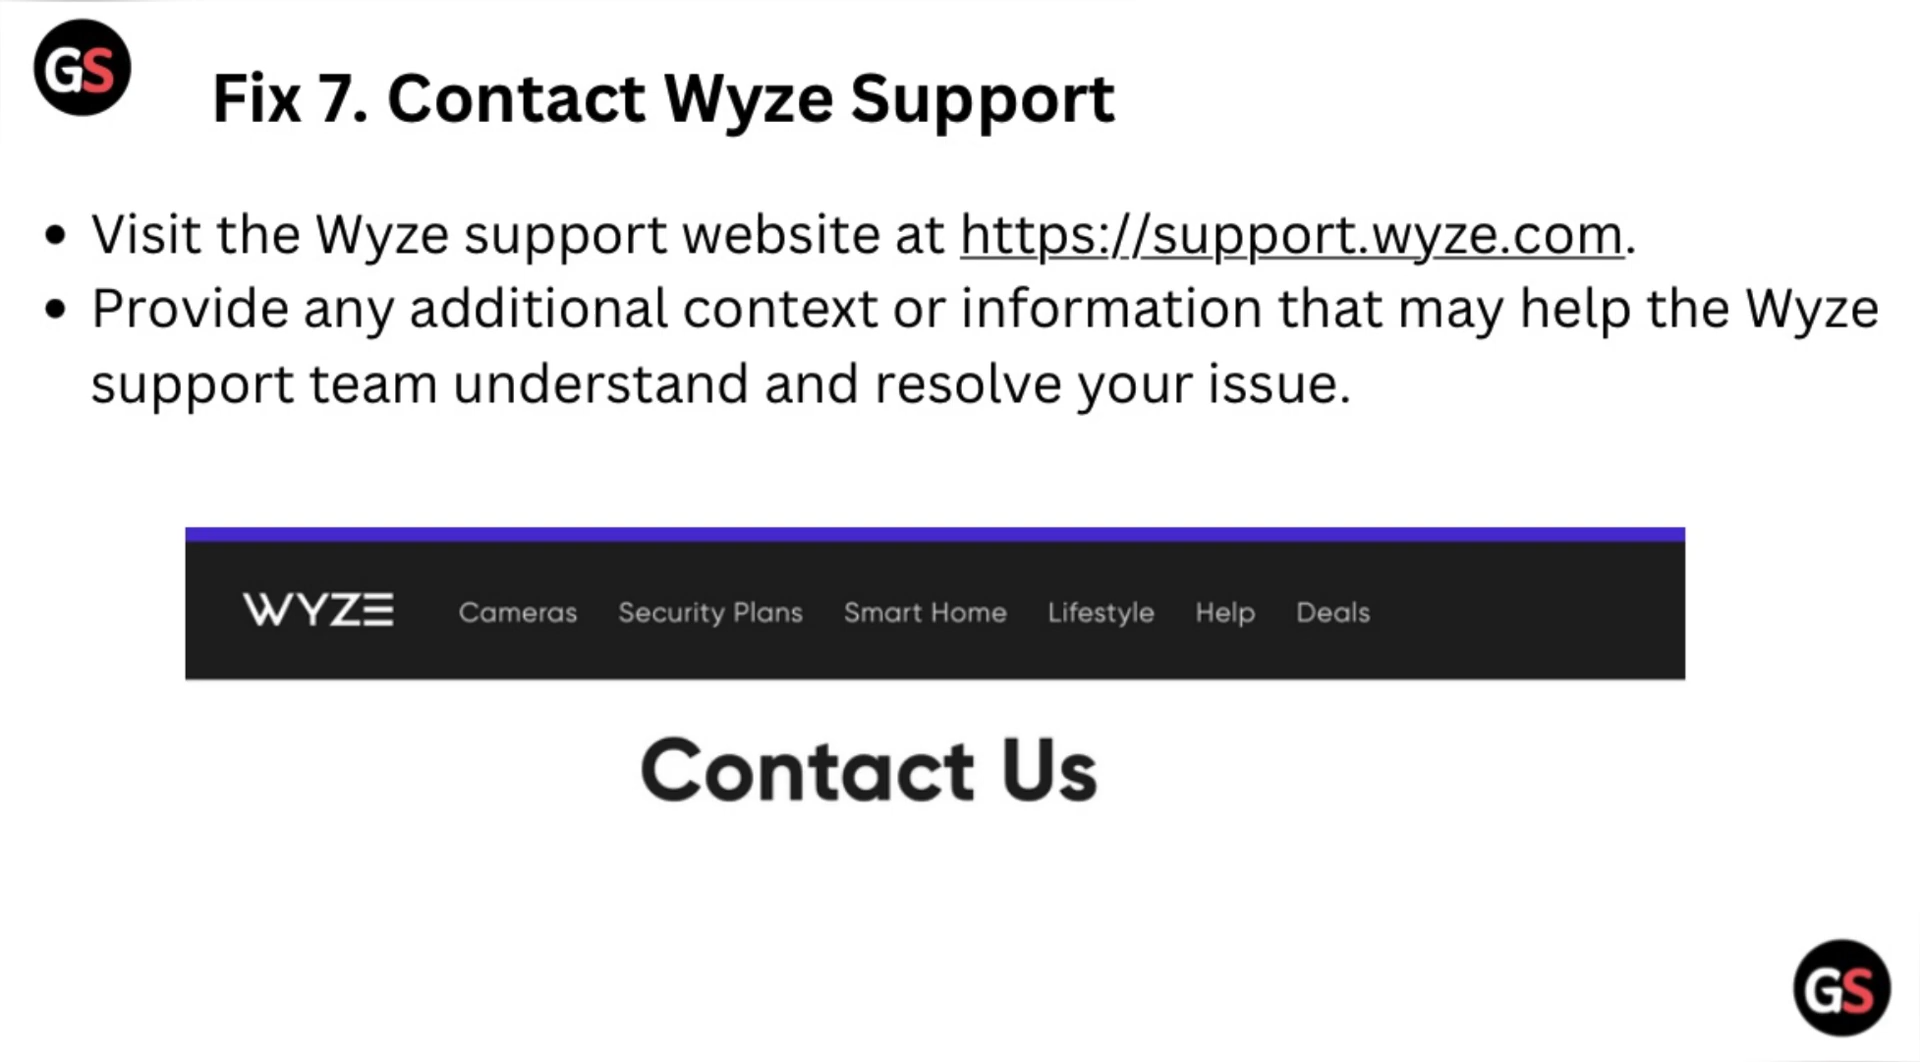 GS
Fix 7. Contact Wyze Support
• Visit the Wyze support website at https://support.wyze.com.
• Provide any additional context or information that may help the Wyze
support team understand and resolve your issue.
WYZE Cameras Security Plans Smart Home Lifestyle Help Deals
Contact Us
GS